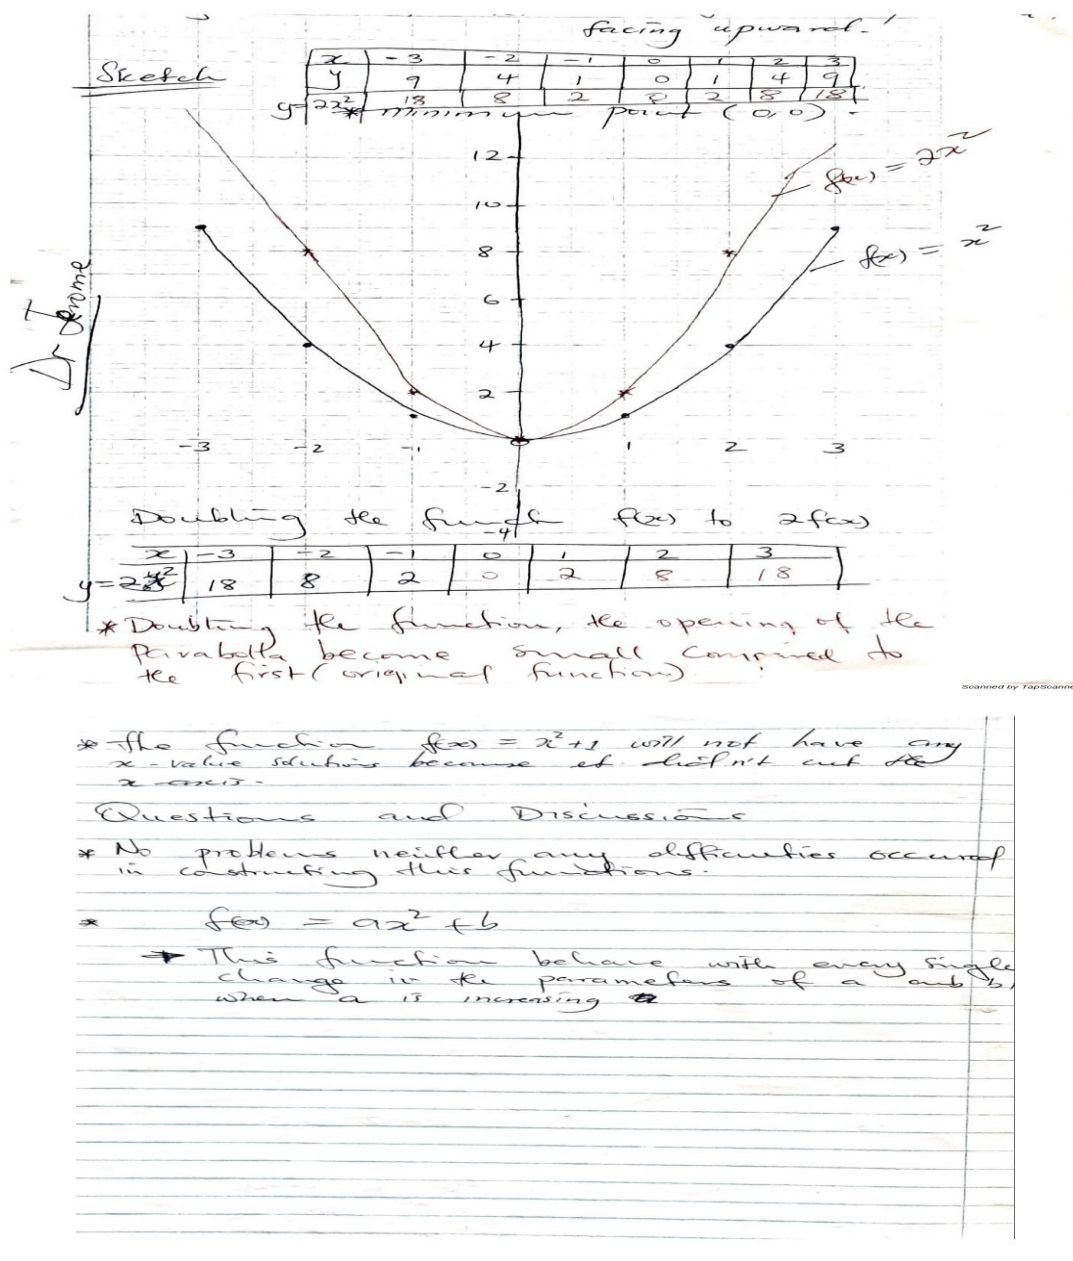 facing upward.
Sketch
x -3 -2 -1 0 1 2 3
y 9 4 1 0 1 4 9
y=2x² 18 8 2 0 2 8 18
* minimum point (0,0).
12
f(x) = 2x²
10
8
f(x) = x²
6
4
2
-3 -2 -1 1 2 3
-2
-4
Dr Jerome
Doubling the function f(x) to 2f(x)
x -3 -2 -1 0 1 2 3
y=2x² 18 8 2 0 2 8 18
* Doubling the function, the opening of the
Parabolla become small compared to
the first (original function)
Scanned by TapScanner
* The function f(x) = x²+1 will not have any
x-value solutions because it didn't cut the
x-axis.
Questions and Discussions
* No problems neither any difficulties occured
in constructing this functions.
* f(x) = ax² + b
→ This function behave with every single
change in the parameters of a and b,
when a is increasing